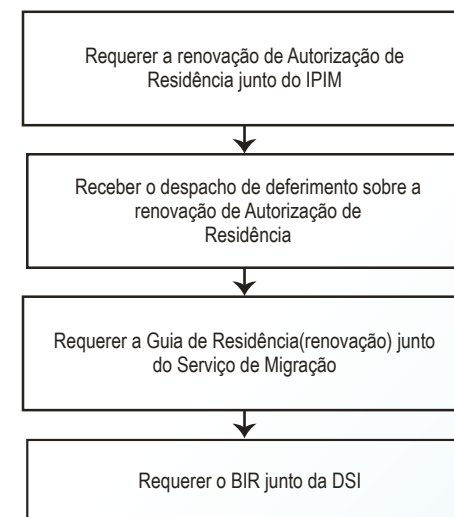 Requerer a renovação de Autorização de
Residência junto do IPIM
Receber o despacho de deferimento sobre a
renovação de Autorização de
Residência
Requerer a Guia de Residência(renovação) junto
do Serviço de Migração
Requerer o BIR junto da DSI